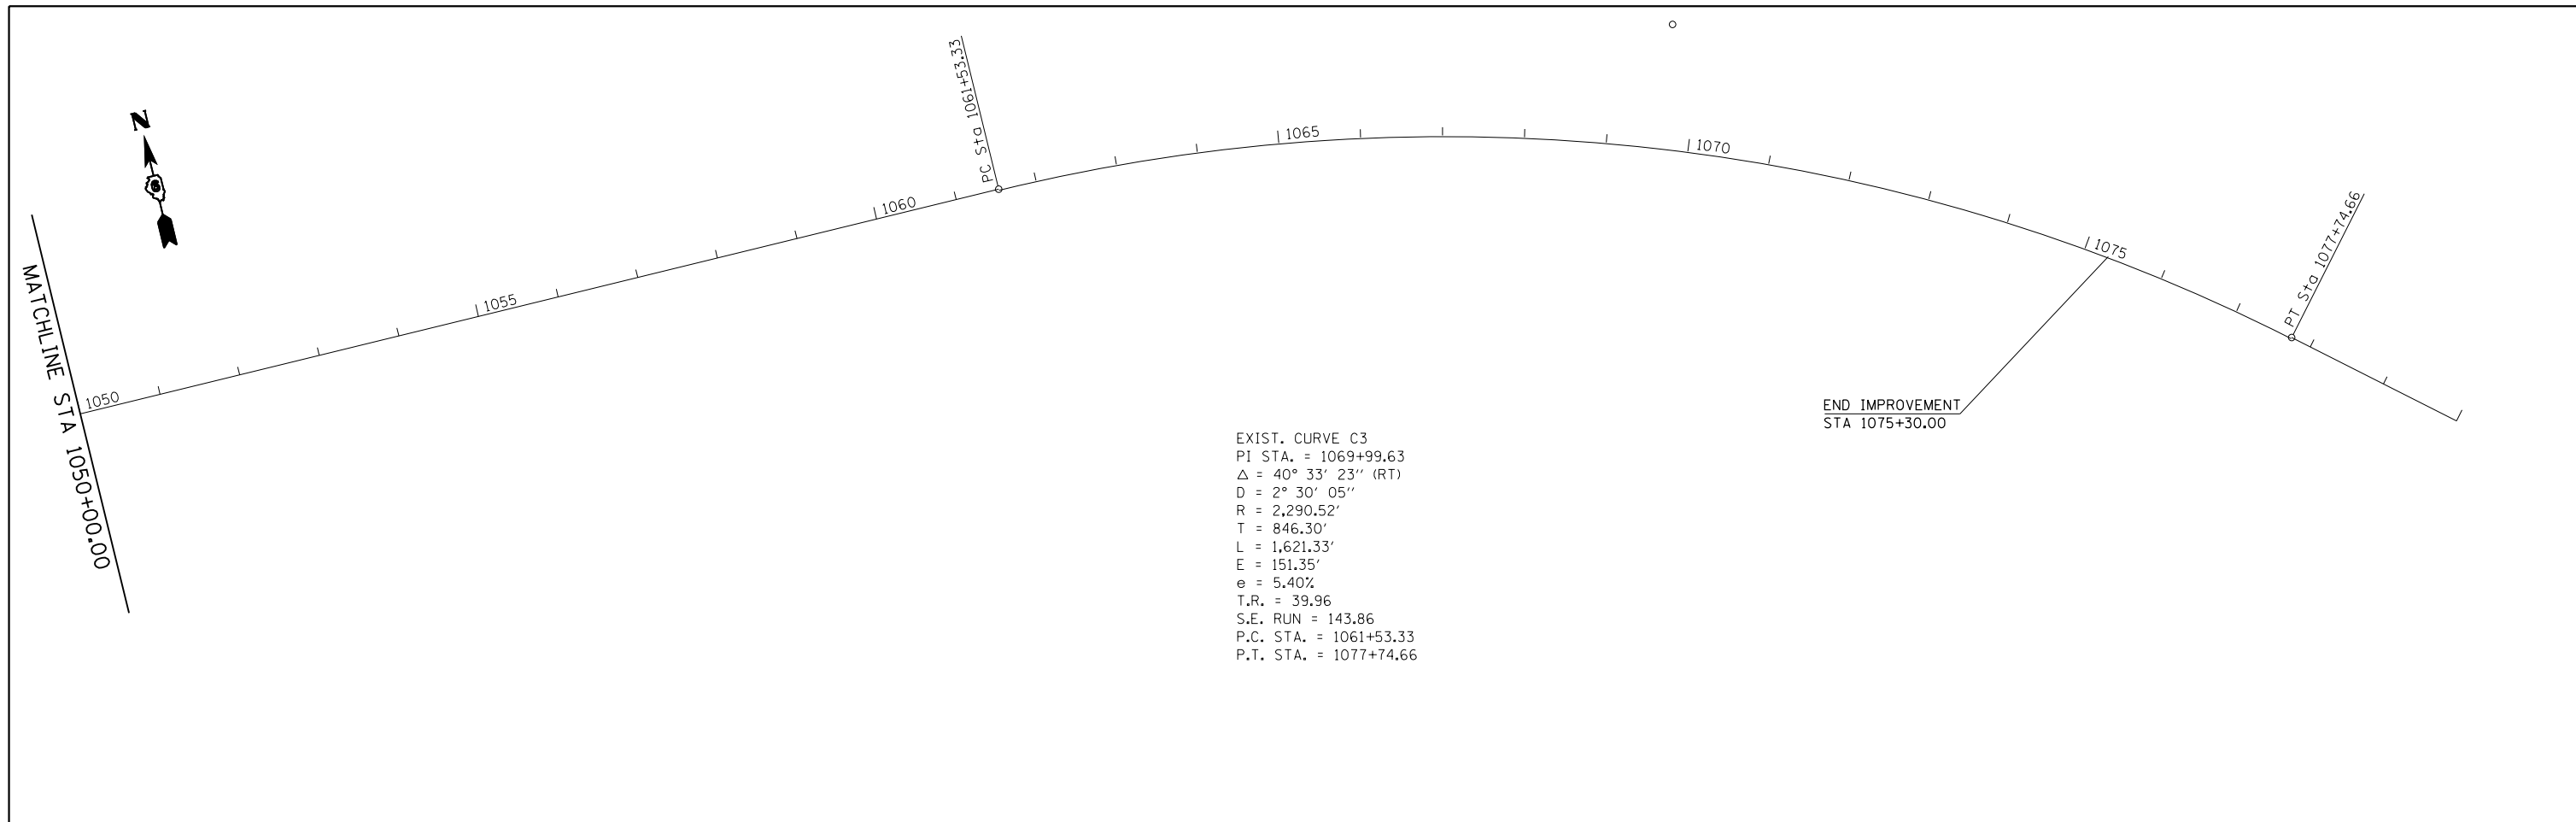 N
6
MATCHLINE STA 1050+00.00
1050
1055
1060
PC Sta 1061+53.33
1065
1070
1075
PT Sta 1077+74.66
END IMPROVEMENT
STA 1075+30.00
EXIST. CURVE C3
PI STA. = 1069+99.63
Δ = 40° 33' 23'' (RT)
D = 2° 30' 05''
R = 2,290.52'
T = 846.30'
L = 1,621.33'
E = 151.35'
e = 5.40%
T.R. = 39.96
S.E. RUN = 143.86
P.C. STA. = 1061+53.33
P.T. STA. = 1077+74.66